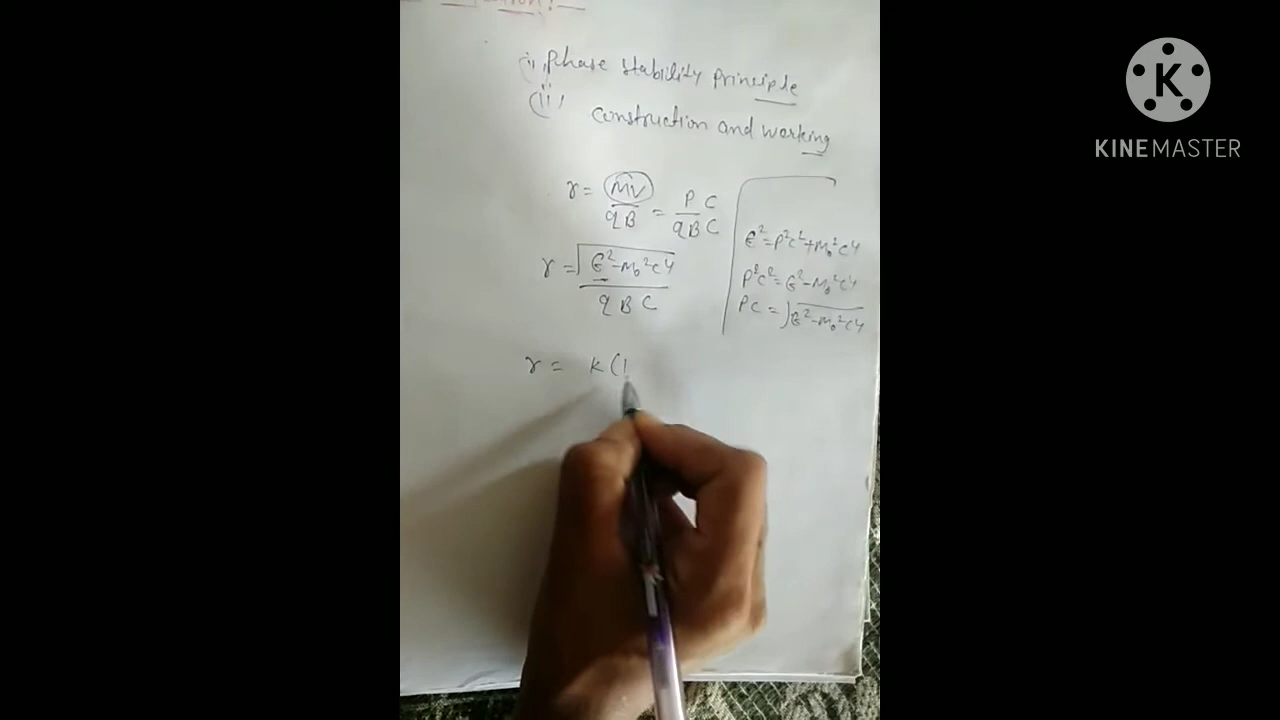 (i) Phase stability principle
(ii) construction and working
r = MV / qB = PC / qBC
r = √E²-M₀²c⁴ / qBC
E² = P²c² + M₀²c⁴
P²c² = E² - M₀²c⁴
PC = √E² - M₀²c⁴
r = K (1
K
KINEMASTER